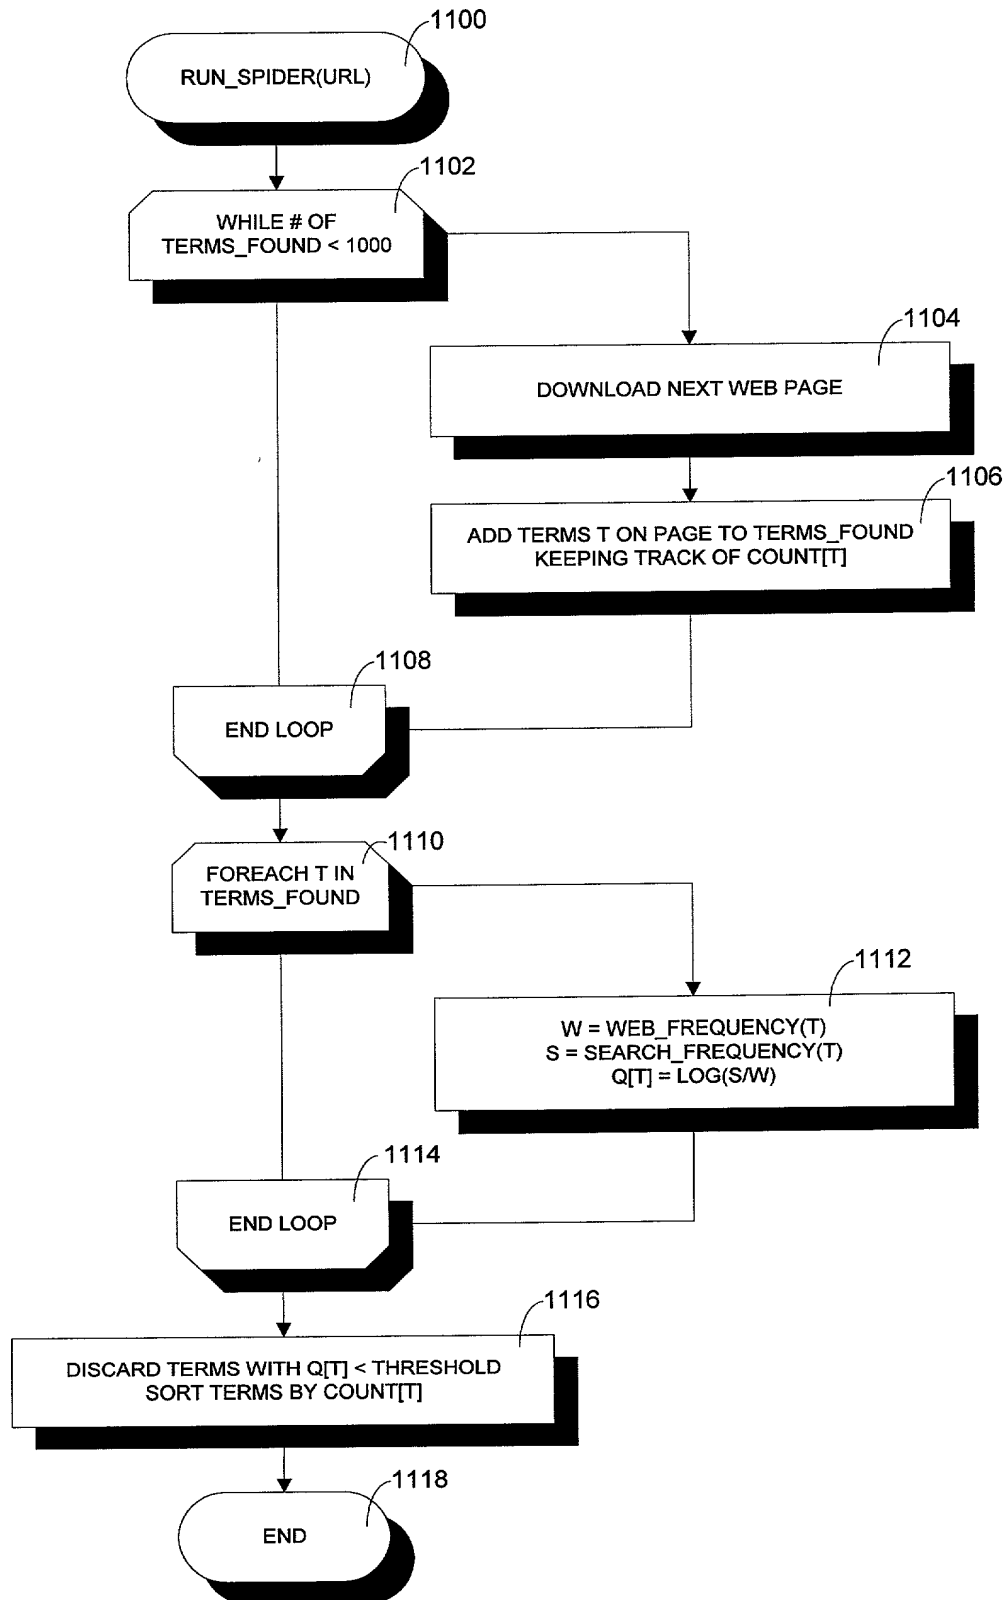 1100
RUN_SPIDER(URL)
1102
WHILE # OF
TERMS_FOUND < 1000
1104
DOWNLOAD NEXT WEB PAGE
1106
ADD TERMS T ON PAGE TO TERMS_FOUND
KEEPING TRACK OF COUNT[T]
1108
END LOOP
1110
FOREACH T IN
TERMS_FOUND
1112
W = WEB_FREQUENCY(T)
S = SEARCH_FREQUENCY(T)
Q[T] = LOG(S/W)
1114
END LOOP
1116
DISCARD TERMS WITH Q[T] < THRESHOLD
SORT TERMS BY COUNT[T]
1118
END